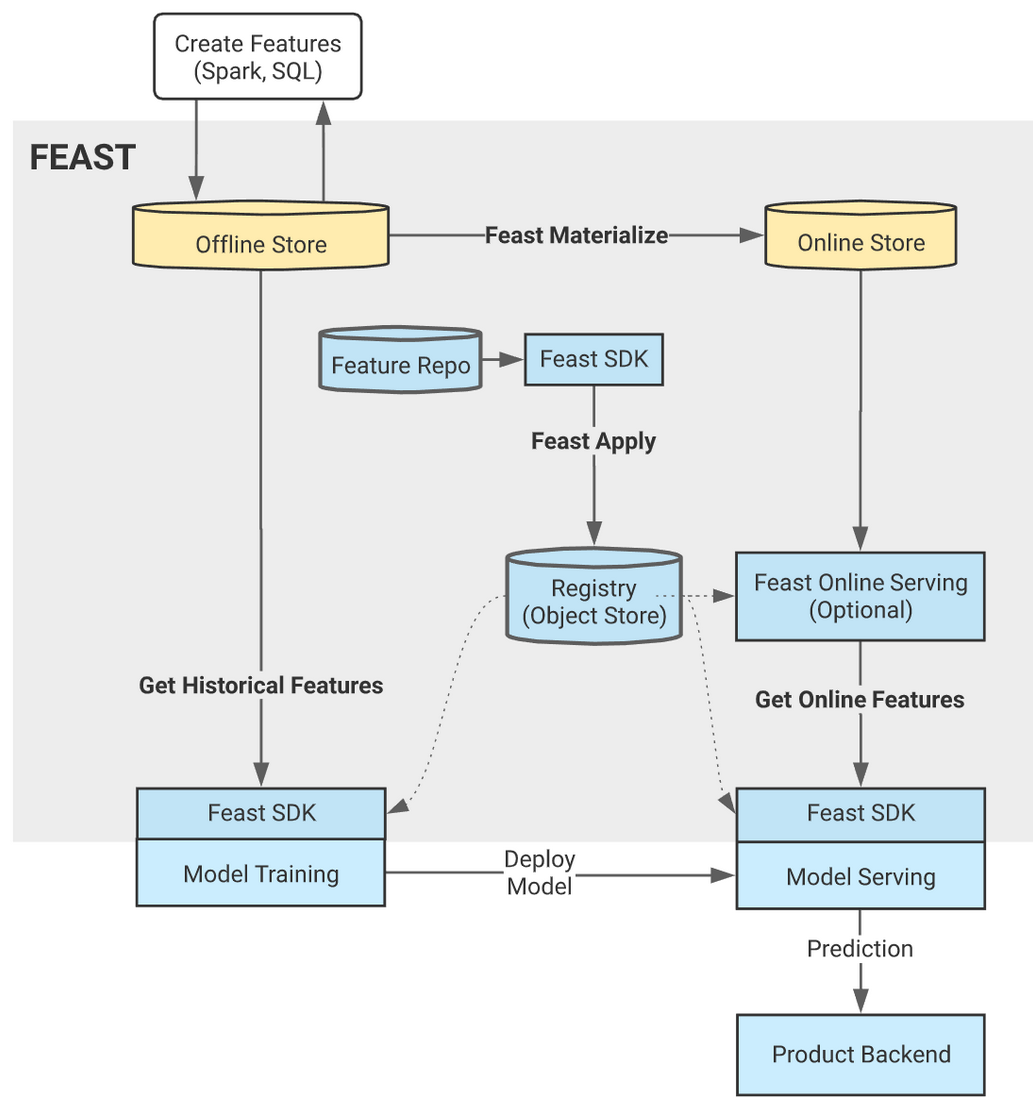 Create Features
(Spark, SQL)
FEAST
Offline Store
Feast Materialize
Online Store
Feature Repo
Feast SDK
Feast Apply
Registry
(Object Store)
Feast Online Serving
(Optional)
Get Historical Features
Get Online Features
Feast SDK
Feast SDK
Model Training
Deploy
Model
Model Serving
Prediction
Product Backend